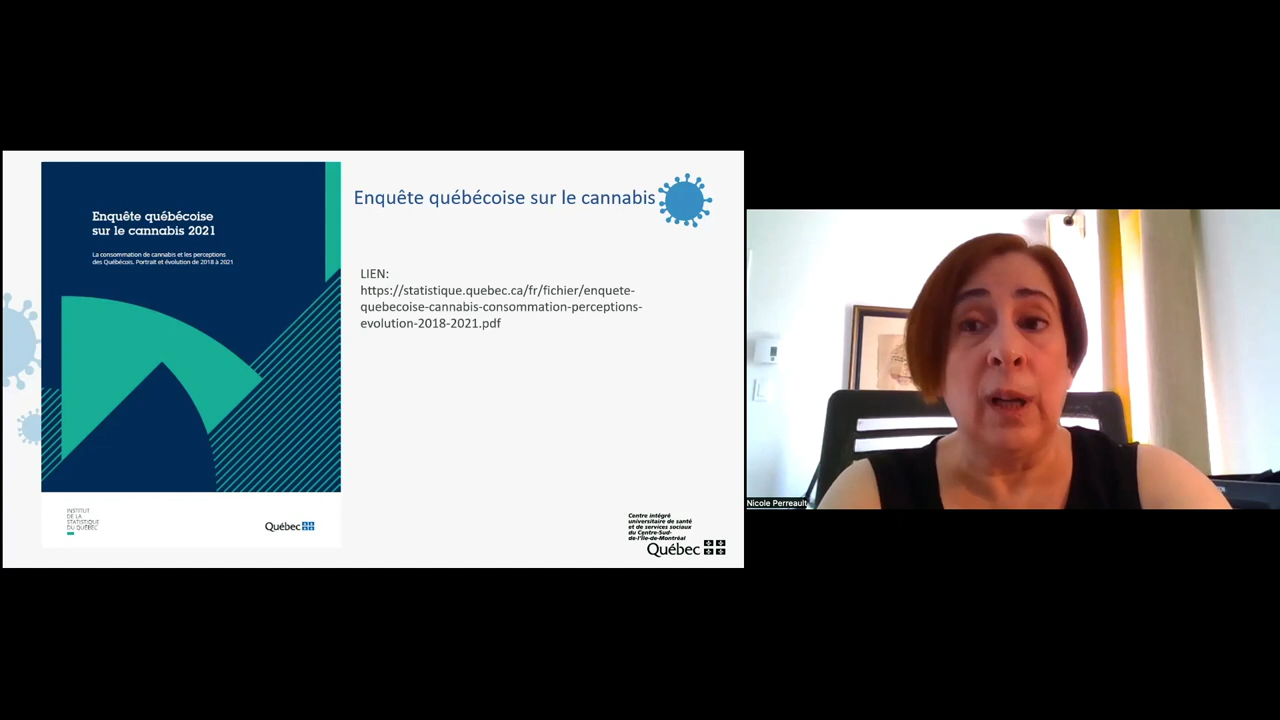 Enquête québécoise
sur le cannabis 2021
La consommation de cannabis et les perceptions
des Québécois. Portrait et évolution de 2018 à 2021
INSTITUT
DE LA
STATISTIQUE
DU QUÉBEC
Québec
Enquête québécoise sur le cannabis
LIEN:
https://statistique.quebec.ca/fr/fichier/enquete-
quebecoise-cannabis-consommation-perceptions-
evolution-2018-2021.pdf
Centre intégré
universitaire de santé
et de services sociaux
du Centre-Sud-
de-l'Île-de-Montréal
Québec
Nicole Perreault